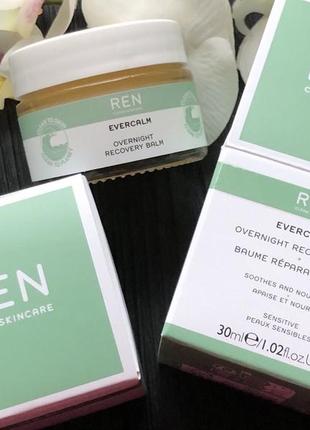 REN
EVERCALM
OVERNIGHT
RECOVERY BALM
REN
SKINCARE
EVERCAL
OVERNIGHT RECO
+
BAUME RÉPARA
SOOTHES AND NOU
+
APAISE ET NOUR
SENSITIVE
PEAUX SENSIBLES
30ml℮/1.02fl.oz.U